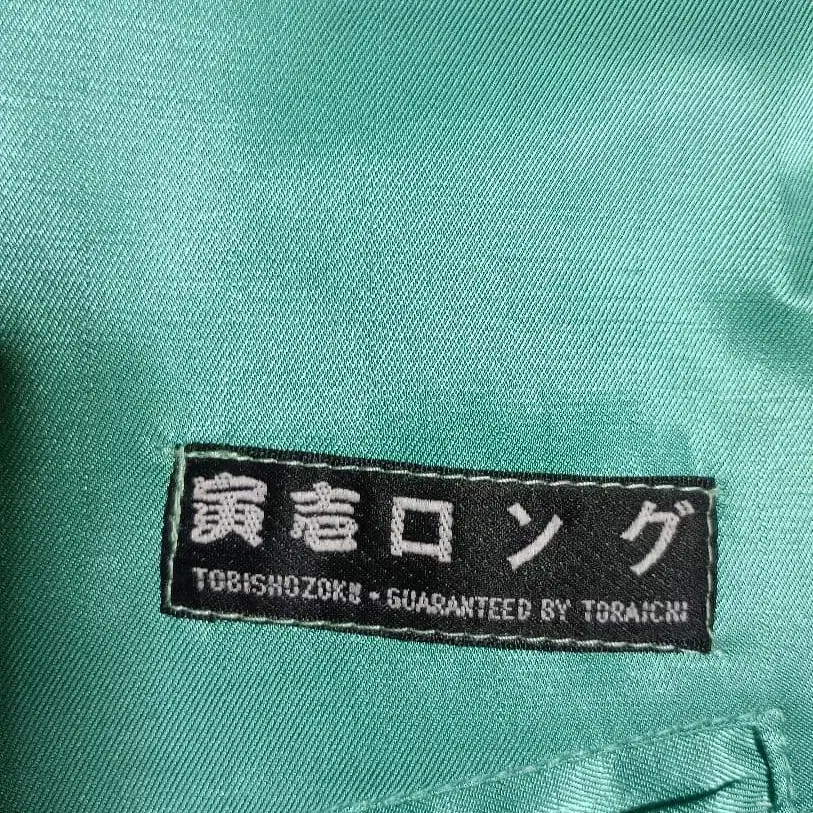 寅壱ロング
TOBISHOZOKU • GUARANTEED BY TORAICHI